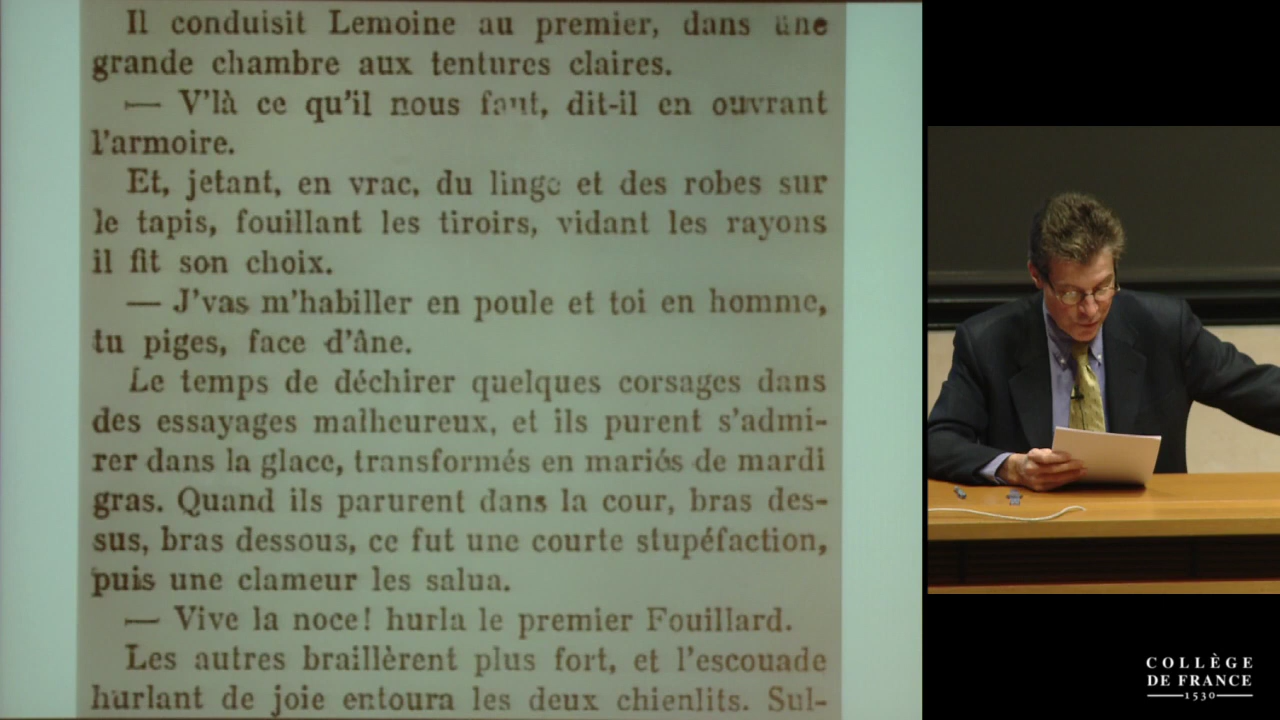 Il conduisit Lemoine au premier, dans une
grande chambre aux tentures claires.
— V'là ce qu'il nous faut, dit-il en ouvrant
l'armoire.
Et, jetant, en vrac, du linge et des robes sur
le tapis, fouillant les tiroirs, vidant les rayons
il fit son choix.
— J'vas m'habiller en poule et toi en homme,
tu piges, face d'âne.
Le temps de déchirer quelques corsages dans
des essayages malheureux, et ils purent s'admi-
rer dans la glace, transformés en mariés de mardi
gras. Quand ils parurent dans la cour, bras des-
sus, bras dessous, ce fut une courte stupéfaction,
puis une clameur les salua.
— Vive la noce! hurla le premier Fouillard.
Les autres braillèrent plus fort, et l'escouade
hurlant de joie entoura les deux chienlits. Sul-
COLLÈGE
DE FRANCE
1530